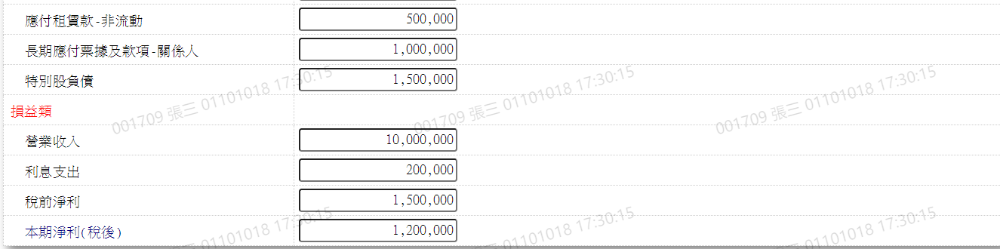 應付租賃款-非流動 500,000
長期應付票據及款項-關係人 1,000,000
特別股負債 1,500,000
損益類
營業收入 10,000,000
利息支出 200,000
稅前淨利 1,500,000
本期淨利(稅後) 1,200,000
001709 張三 01101018 17:30:15
001709 張三 01101018 17:30:15
001709 張三 01101018 17:30:15
01101018 17:30:15
張三 01101018 17:30:15
01101018 17:30:15